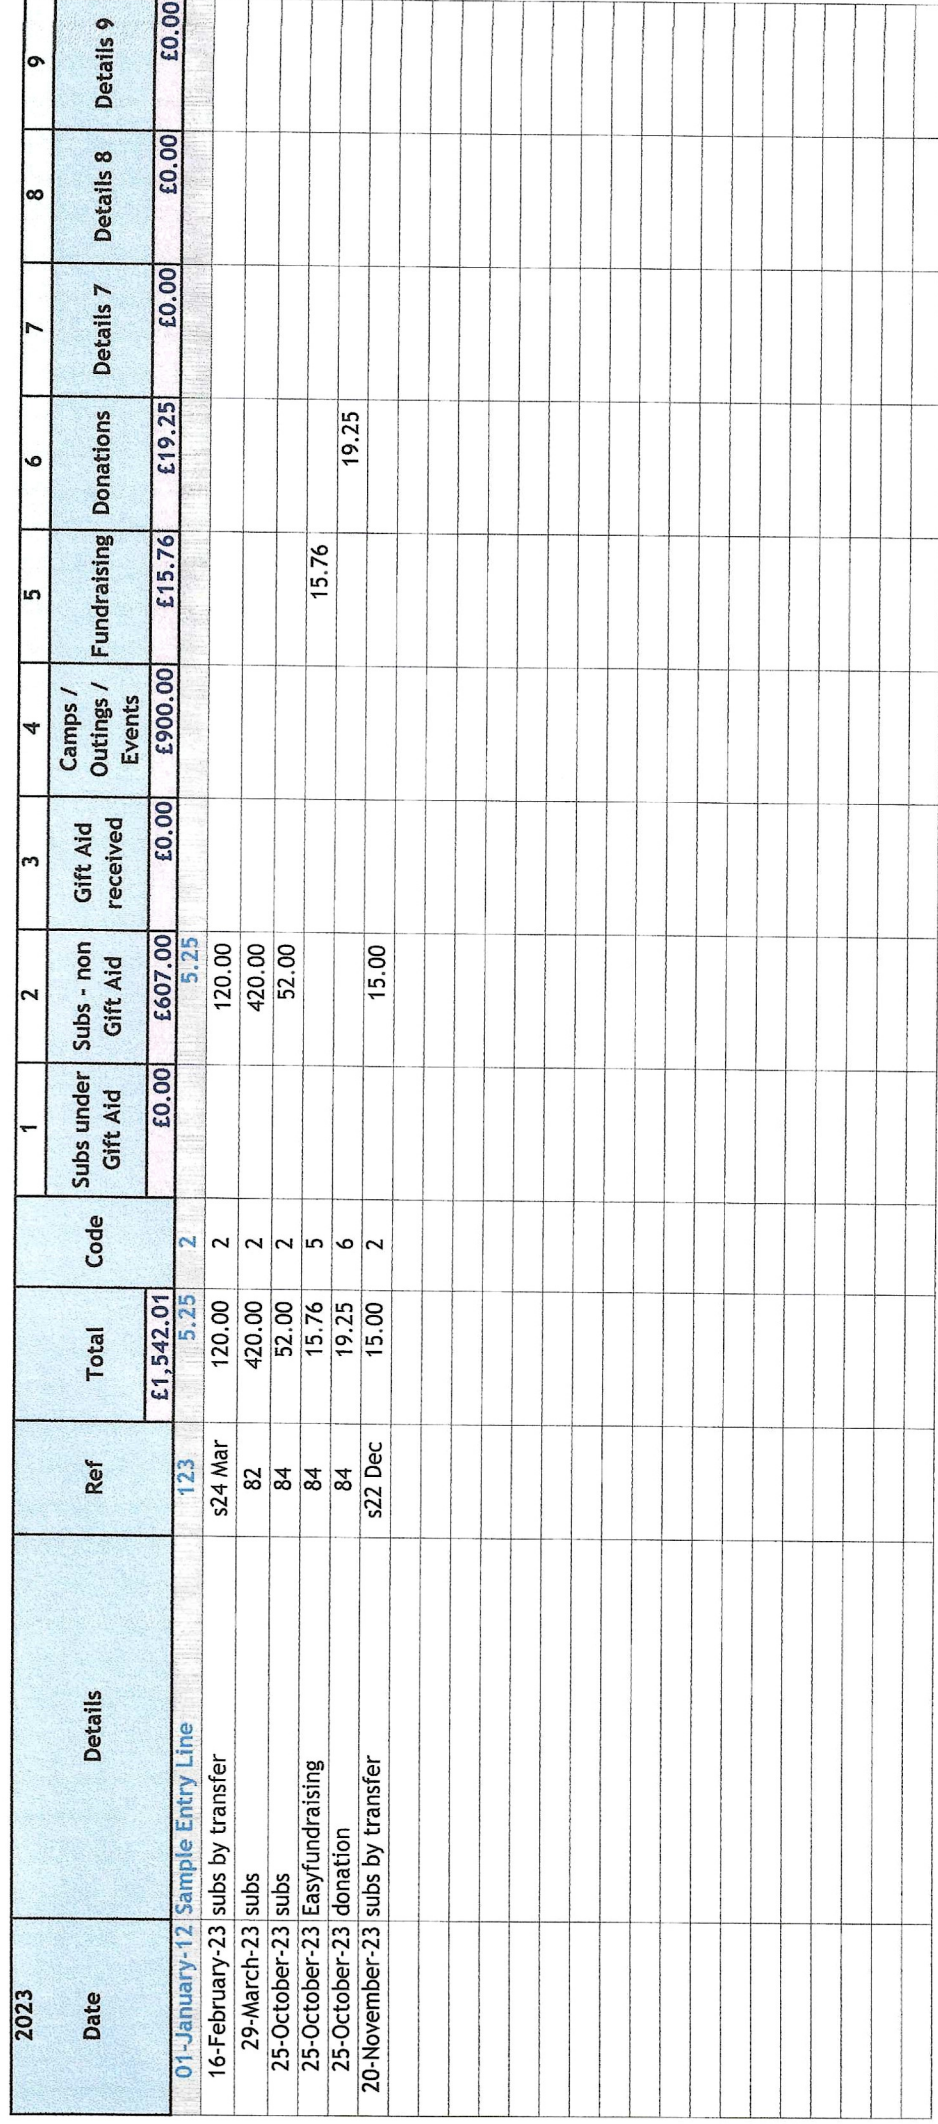 2023 1 2 3 4 5 6 7 8 9
Date Details Ref Total Code Subs under Gift Aid Subs - non Gift Aid Gift Aid received Camps / Outings / Events Fundraising Donations Details 7 Details 8 Details 9
£1,542.01 £0.00 £607.00 £0.00 £900.00 £15.76 £19.25 £0.00 £0.00 £0.00
01-January-12 Sample Entry Line 123 5.25 2 5.25
16-February-23 subs by transfer s24 Mar 120.00 2 120.00
29-March-23 subs 82 420.00 2 420.00
25-October-23 subs 84 52.00 2 52.00
25-October-23 Easyfundraising 84 15.76 5 15.76
25-October-23 donation 84 19.25 6 19.25
20-November-23 subs by transfer s22 Dec 15.00 2 15.00